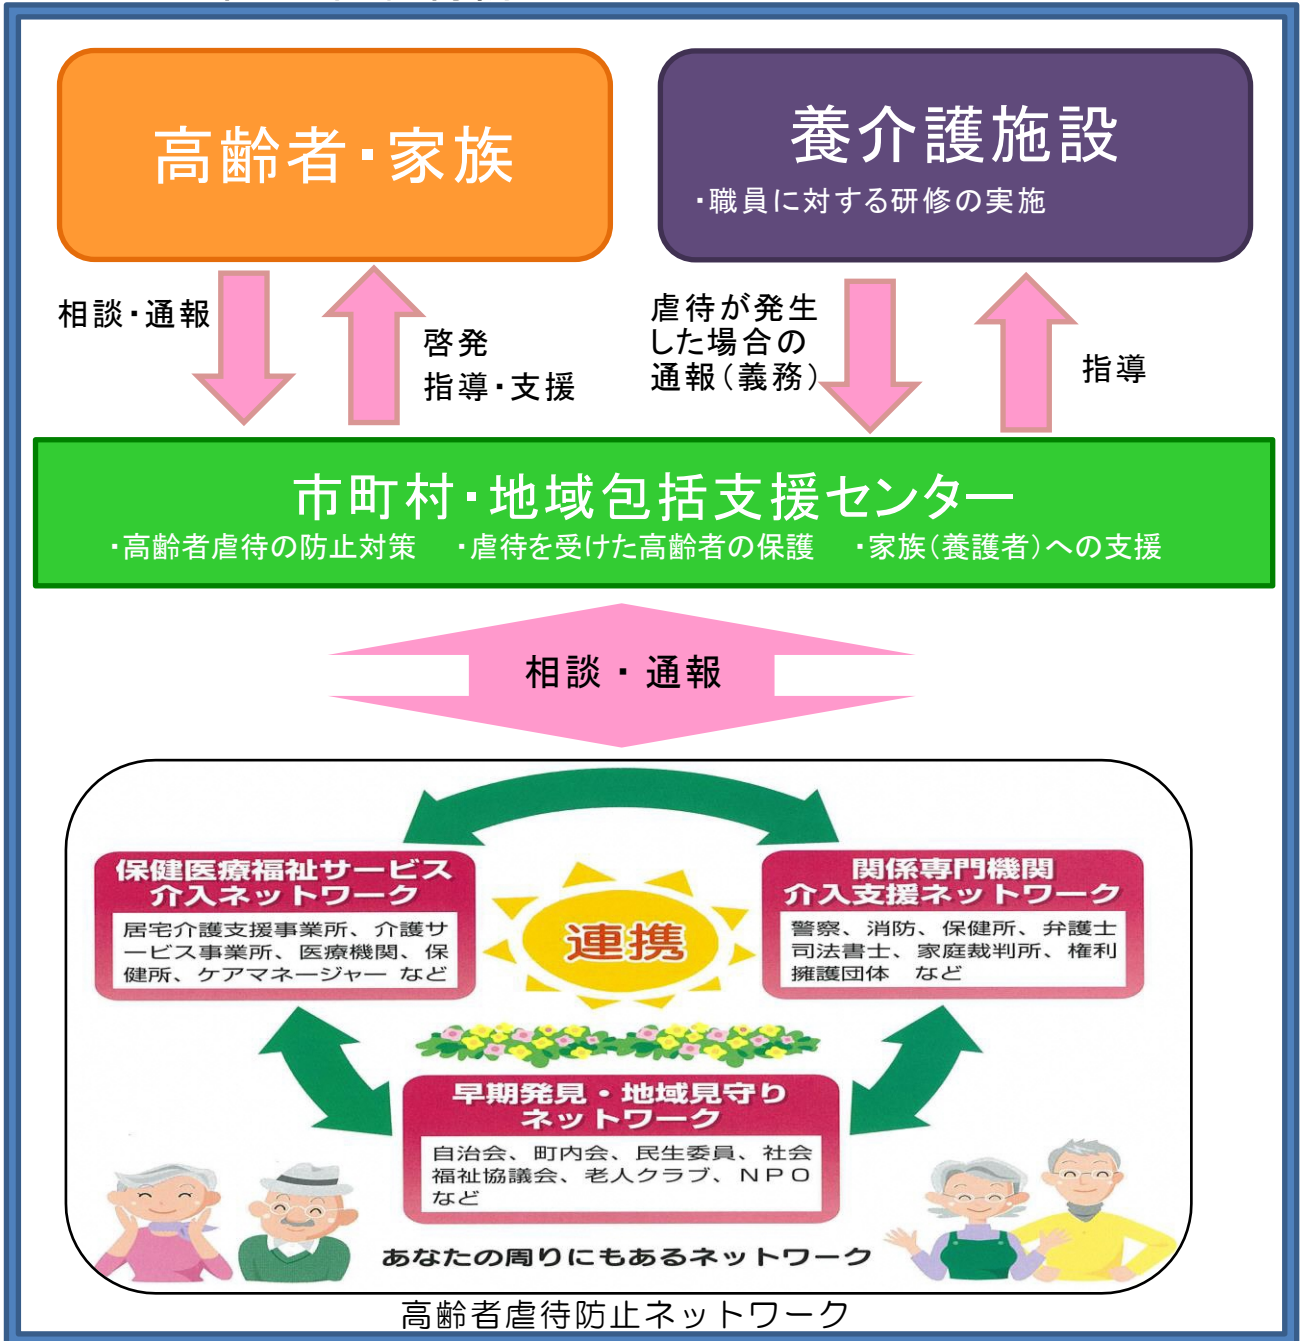 高齢者・家族
養介護施設
・職員に対する研修の実施
相談・通報
啓発
指導・支援
虐待が発生
した場合の
通報（義務）
指導
市町村・地域包括支援センター
・高齢者虐待の防止対策　・虐待を受けた高齢者の保護　・家族（養護者）への支援
相談・通報
保健医療福祉サービス
介入ネットワーク
居宅介護支援事業所、介護サ
ービス事業所、医療機関、保
健所、ケアマネージャー など
連携
関係専門機関
介入支援ネットワーク
警察、消防、保健所、弁護士
司法書士、家庭裁判所、権利
擁護団体　など
早期発見・地域見守り
ネットワーク
自治会、町内会、民生委員、社会
福祉協議会、老人クラブ、ＮＰＯ
など
あなたの周りにもあるネットワーク
高齢者虐待防止ネットワーク